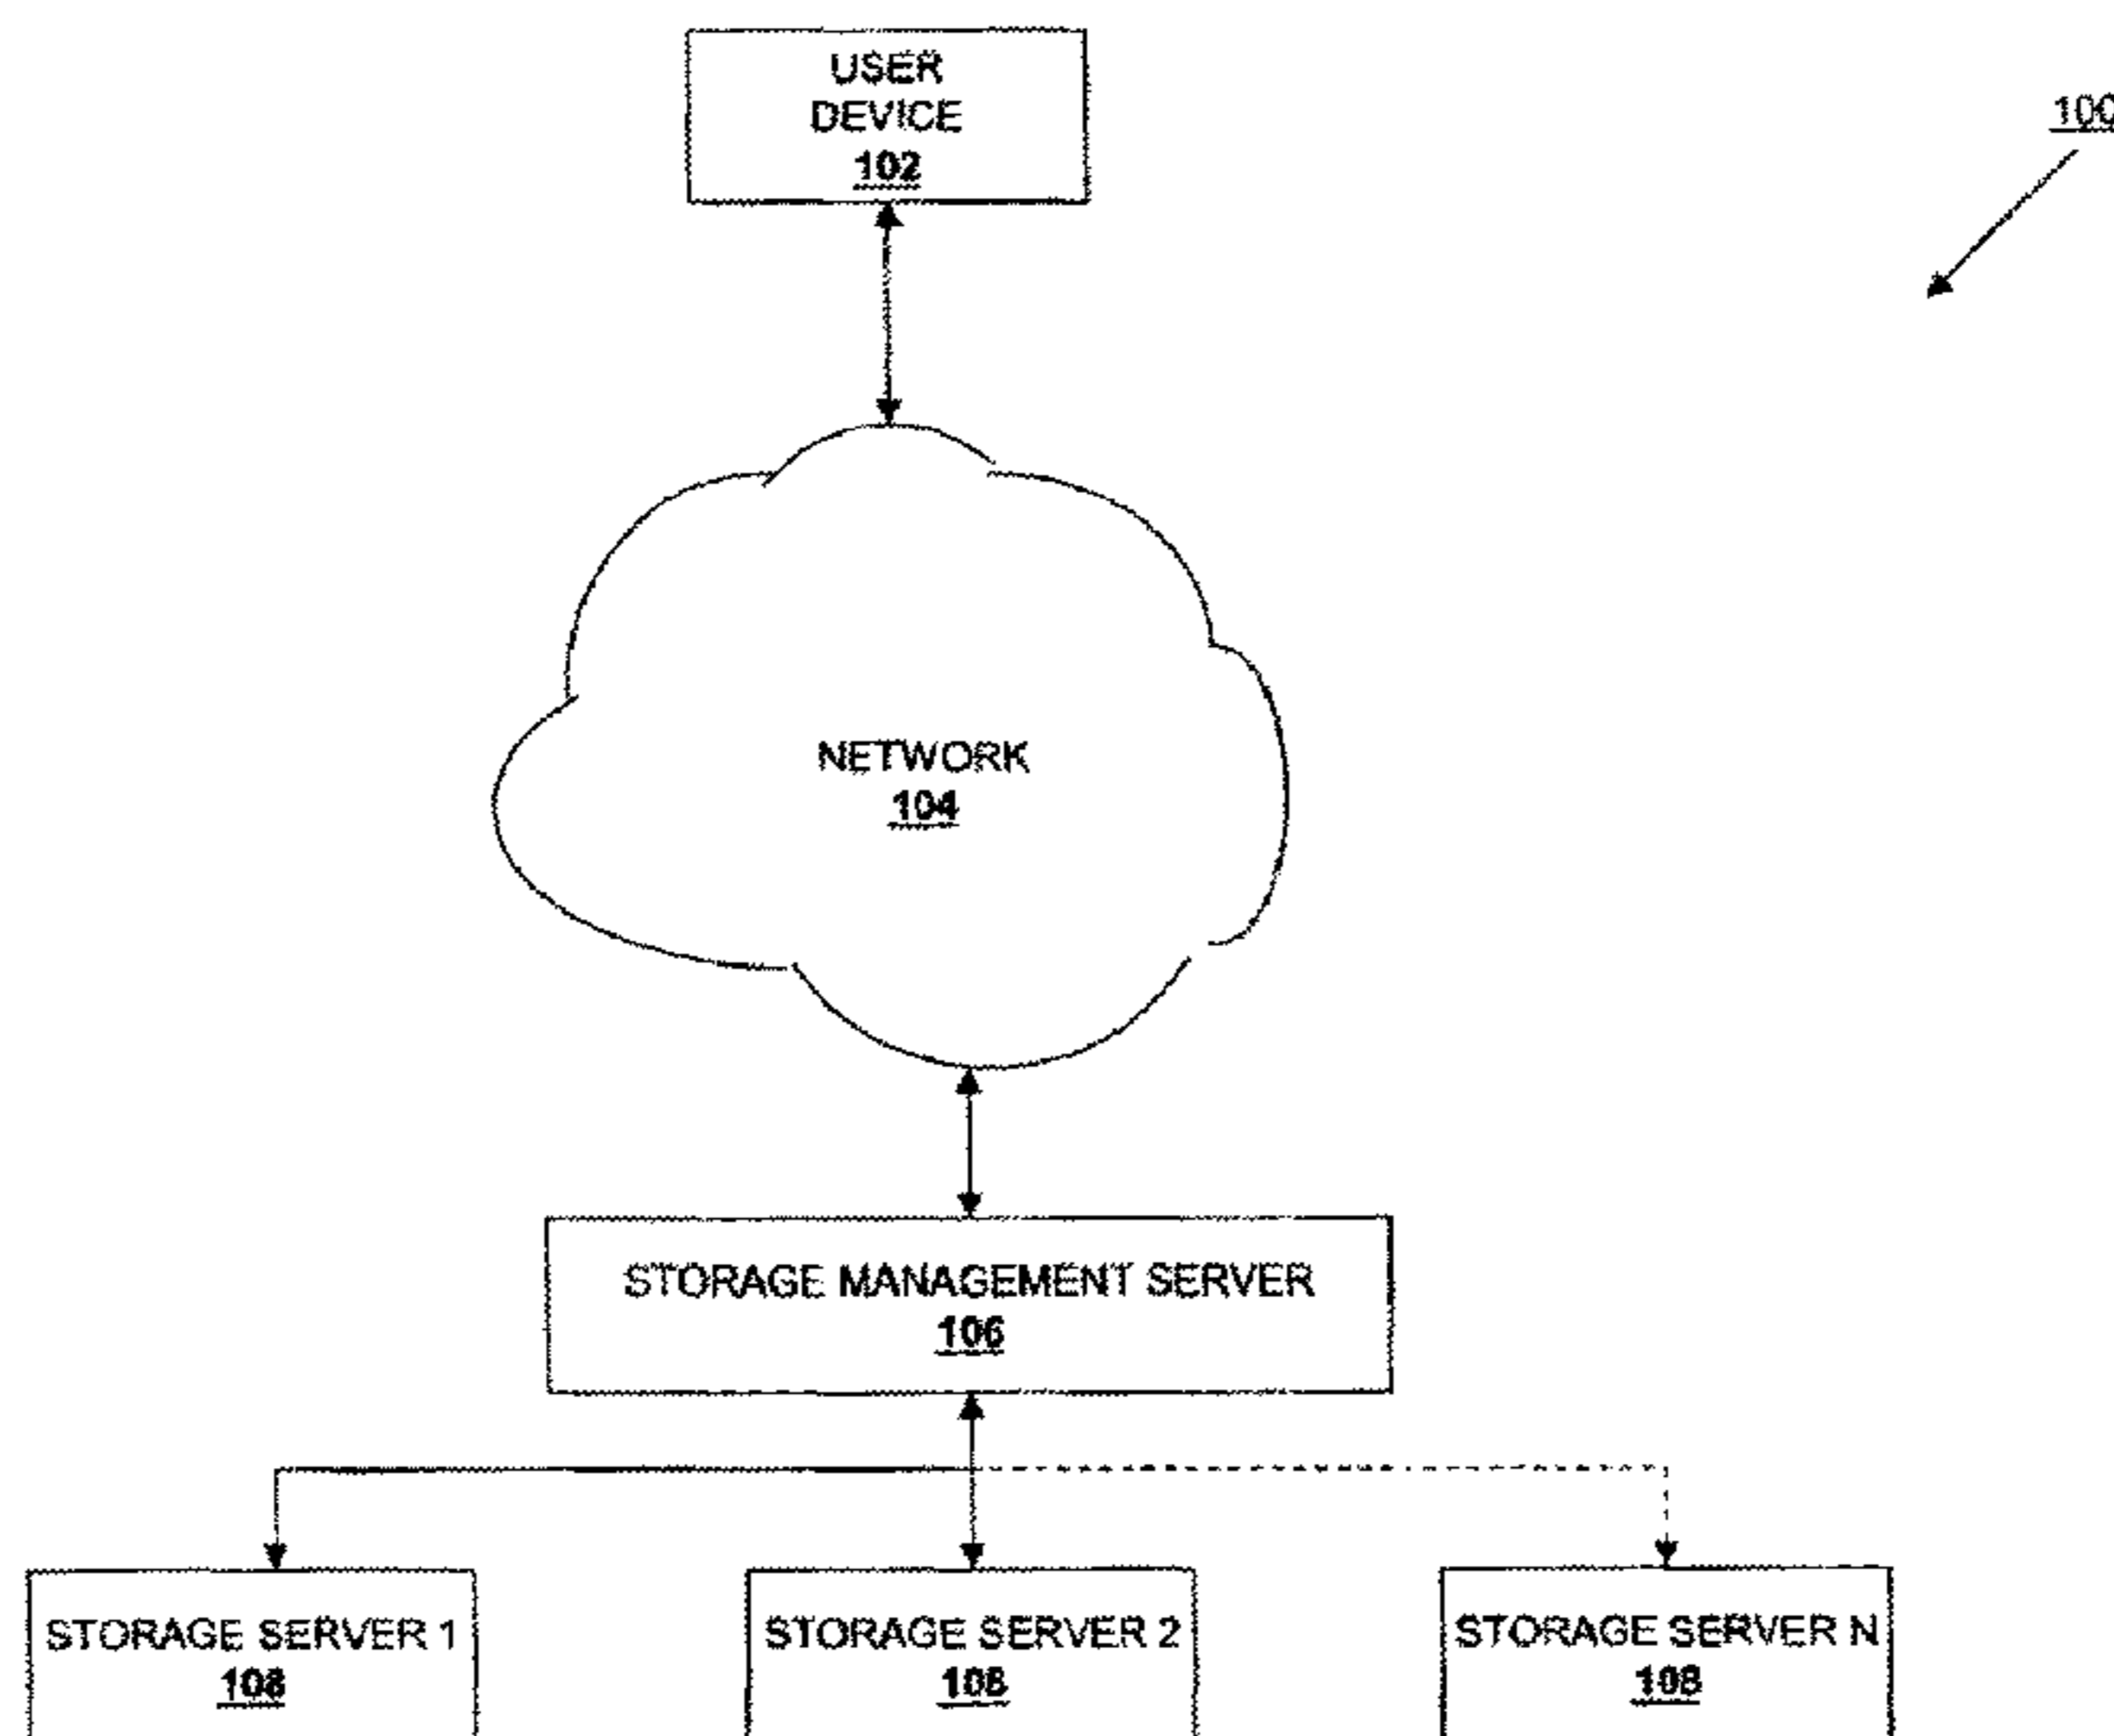 USER
DEVICE
102
100
NETWORK
104
STORAGE MANAGEMENT SERVER
106
STORAGE SERVER 1
108
STORAGE SERVER 2
108
STORAGE SERVER N
108